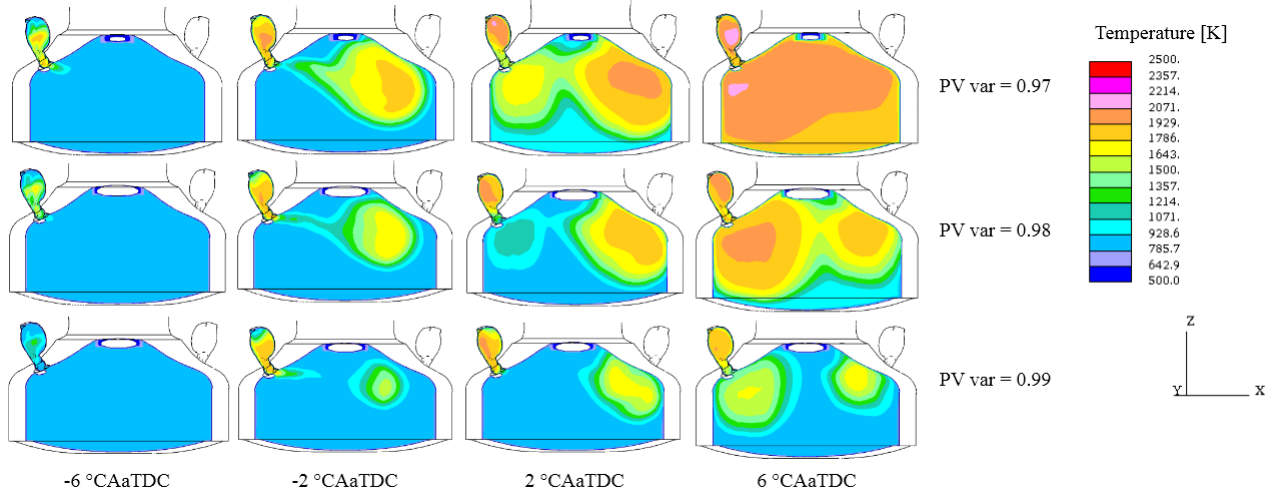 Temperature [K]
2500.
2357.
2214.
2071.
1929.
1786.
1643.
1500.
1357.
1214.
1071.
928.6
785.7
642.9
500.0
PV var = 0.97
PV var = 0.98
PV var = 0.99
Z
Y
X
-6 °CAaTDC
-2 °CAaTDC
2 °CAaTDC
6 °CAaTDC